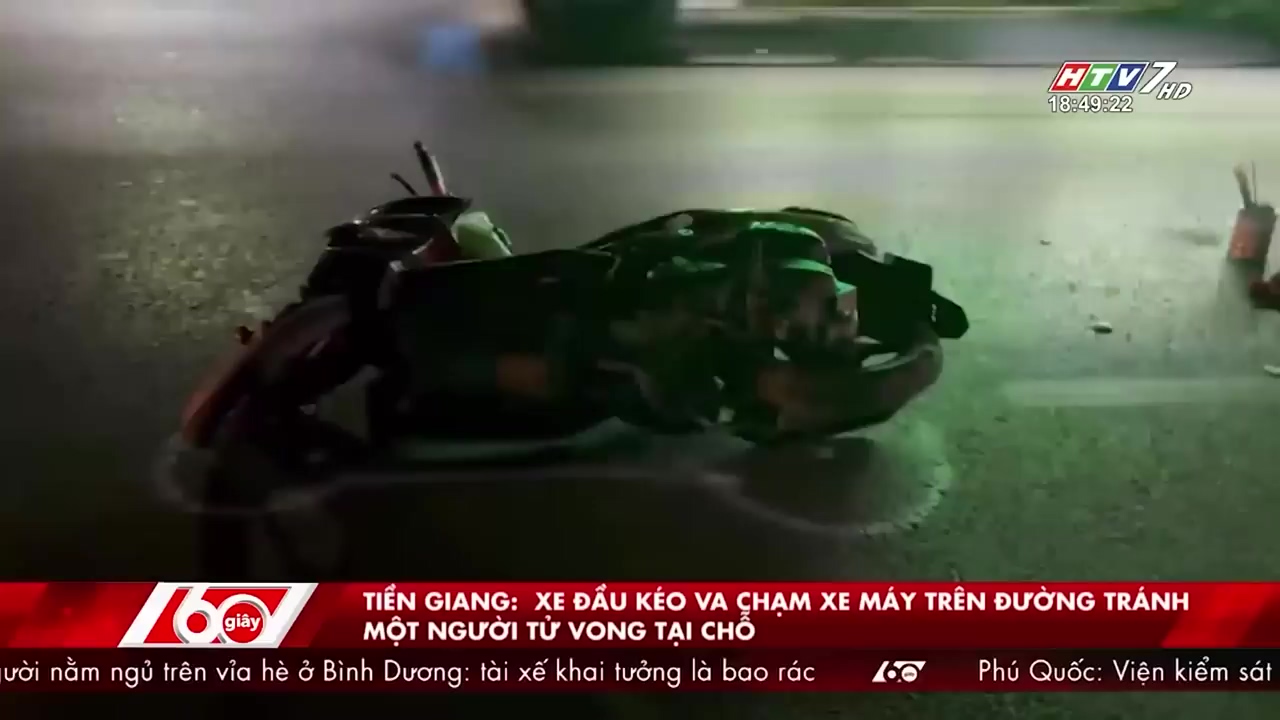 HTV7 HD
18:49:22
60 giây
TIỀN GIANG: XE ĐẦU KÉO VA CHẠM XE MÁY TRÊN ĐƯỜNG TRÁNH
MỘT NGƯỜI TỬ VONG TẠI CHỖ
nằm ngủ trên vỉa hè ở Bình Dương: tài xế khai tưởng là bao rác 60 giây Phú Quốc: Viện kiểm sát